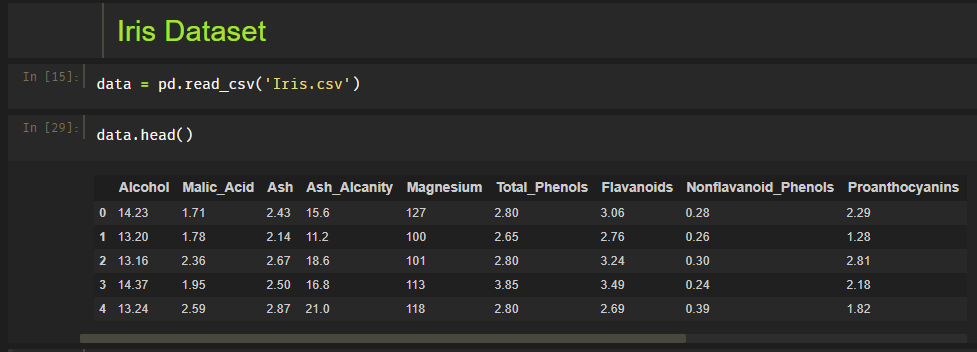 Iris Dataset
In [15]: data = pd.read_csv('Iris.csv')
In [29]: data.head()
Alcohol Malic_Acid Ash Ash_Alcanity Magnesium Total_Phenols Flavanoids Nonflavanoid_Phenols Proanthocyanins
0 14.23 1.71 2.43 15.6 127 2.80 3.06 0.28 2.29
1 13.20 1.78 2.14 11.2 100 2.65 2.76 0.26 1.28
2 13.16 2.36 2.67 18.6 101 2.80 3.24 0.30 2.81
3 14.37 1.95 2.50 16.8 113 3.85 3.49 0.24 2.18
4 13.24 2.59 2.87 21.0 118 2.80 2.69 0.39 1.82